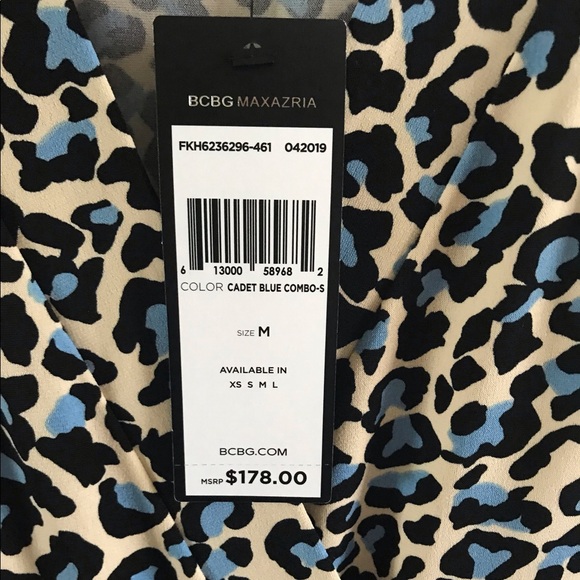 BCBG MAXAZRIA
FKH6236296-461 042019
6 13000 58968 2
COLOR CADET BLUE COMBO-S
SIZE M
AVAILABLE IN
XS S M L
BCBG.COM
MSRP $178.00